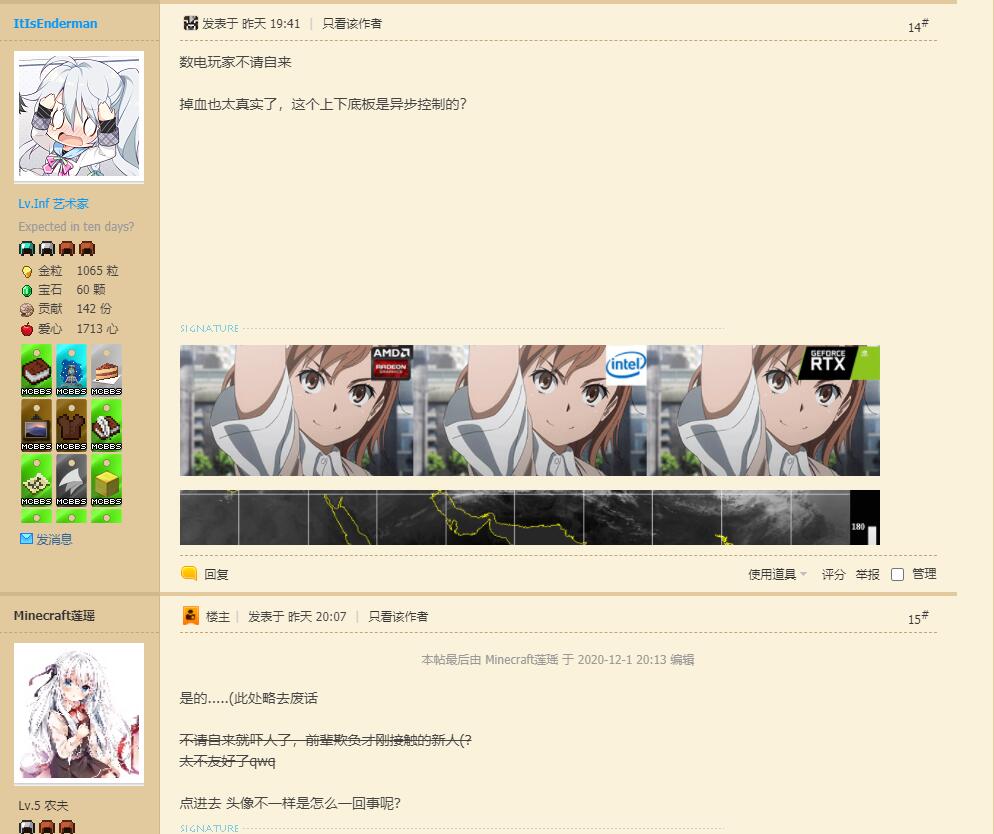 ItIsEnderman
发表于 昨天 19:41 | 只看该作者
14#
数电玩家不请自来
掉血也太真实了，这个上下底板是异步控制的?
Lv.Inf 艺术家
Expected in ten days?
金粒 1065 粒
宝石 60 颗
贡献 142 份
爱心 1713 心
MCBBS MCBBS MCBBS
MCBBS MCBBS MCBBS
MCBBS MCBBS MCBBS
发消息
SIGNATURE
AMD
RADEON
GRAPHICS
intel
GEFORCE
RTX
180
回复
使用道具 评分 举报 管理
Minecraft莲瑶
楼主 | 发表于 昨天 20:07 | 只看该作者
15#
本帖最后由 Minecraft莲瑶 于 2020-12-1 20:13 编辑
是的.....(此处略去废话
不请自来就吓人了，前辈欺负才刚接触的新人(?
太不友好了qwq
点进去 头像不一样是怎么一回事呢?
Lv.5 农夫
SIGNATURE